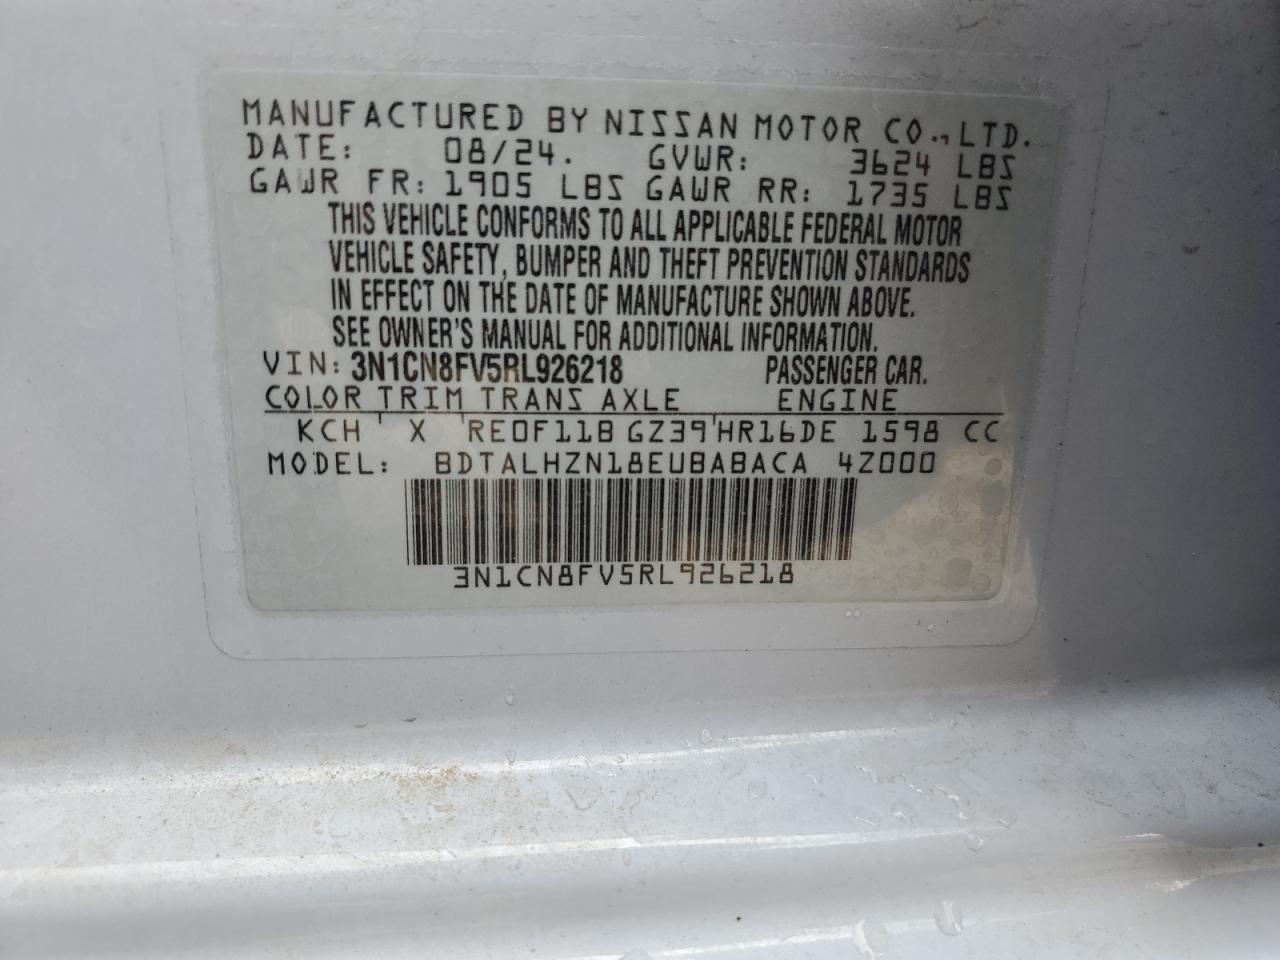 MANUFACTURED BY NISSAN MOTOR CO., LTD.
DATE: 08/24. GVWR: 3624 LBS
GAWR FR: 1905 LBS GAWR RR: 1735 LBS
THIS VEHICLE CONFORMS TO ALL APPLICABLE FEDERAL MOTOR
VEHICLE SAFETY, BUMPER AND THEFT PREVENTION STANDARDS
IN EFFECT ON THE DATE OF MANUFACTURE SHOWN ABOVE.
SEE OWNER'S MANUAL FOR ADDITIONAL INFORMATION.
VIN: 3N1CN8FV5RL926218 PASSENGER CAR.
COLOR TRIM TRANS AXLE ENGINE
KCH X RE0F11B GZ39 HR16DE 1598 CC
MODEL: BDTALHZN18EUBABACA 4Z000
3N1CN8FV5RL926218